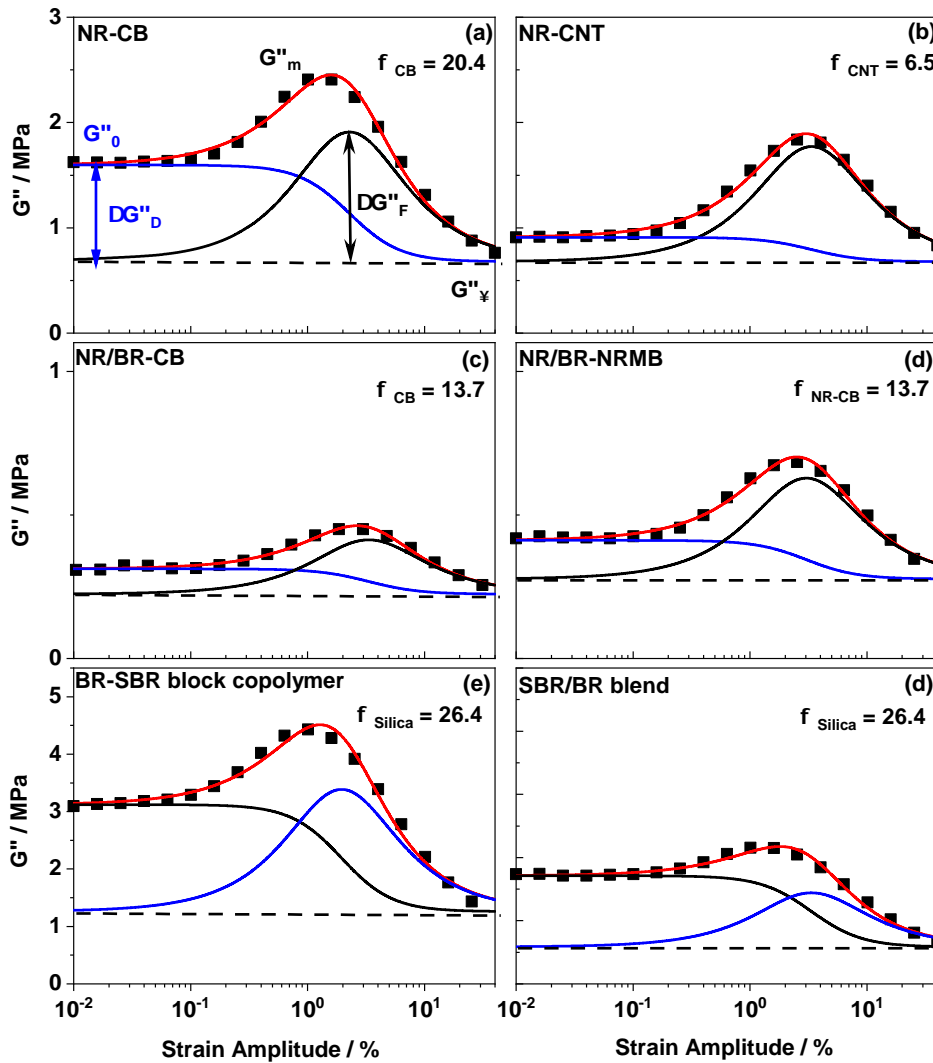 NR-CB (a)
f CB = 20.4
G''m
G''0
DG''D
DG''F
G''¥
3
2
1
0
G'' / MPa
NR-CNT (b)
f CNT = 6.5
NR/BR-CB (c)
f CB = 13.7
1
0
G'' / MPa
NR/BR-NRMB (d)
f NR-CB = 13.7
BR-SBR block copolymer (e)
f Silica = 26.4
5
4
3
2
1
0
G'' / MPa
10-2 10-1 100 101
Strain Amplitude / %
SBR/BR blend (d)
f Silica = 26.4
10-2 10-1 100 101
Strain Amplitude / %